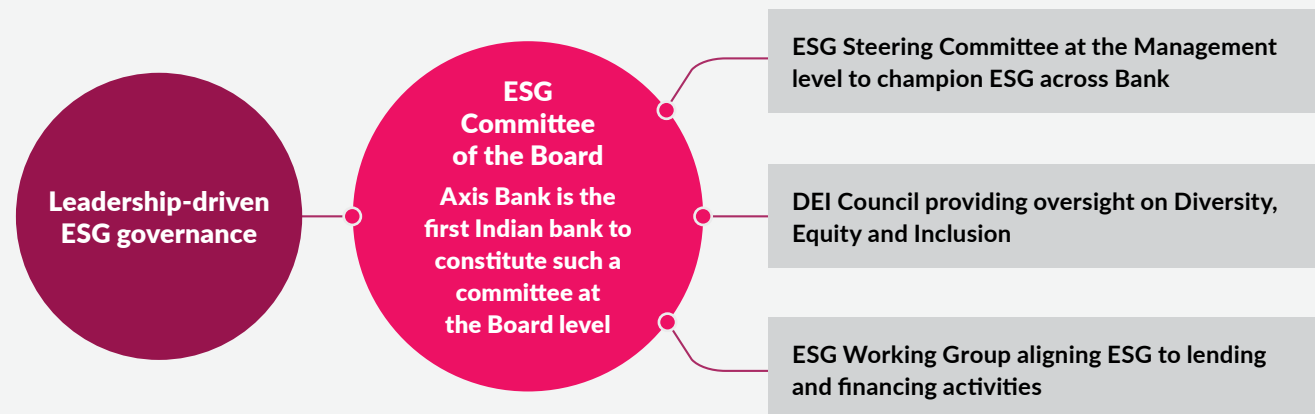 Leadership-driven
ESG governance
ESG
Committee
of the Board
Axis Bank is the
first Indian bank to
constitute such a
committee at
the Board level
ESG Steering Committee at the Management
level to champion ESG across Bank
DEI Council providing oversight on Diversity,
Equity and Inclusion
ESG Working Group aligning ESG to lending
and financing activities